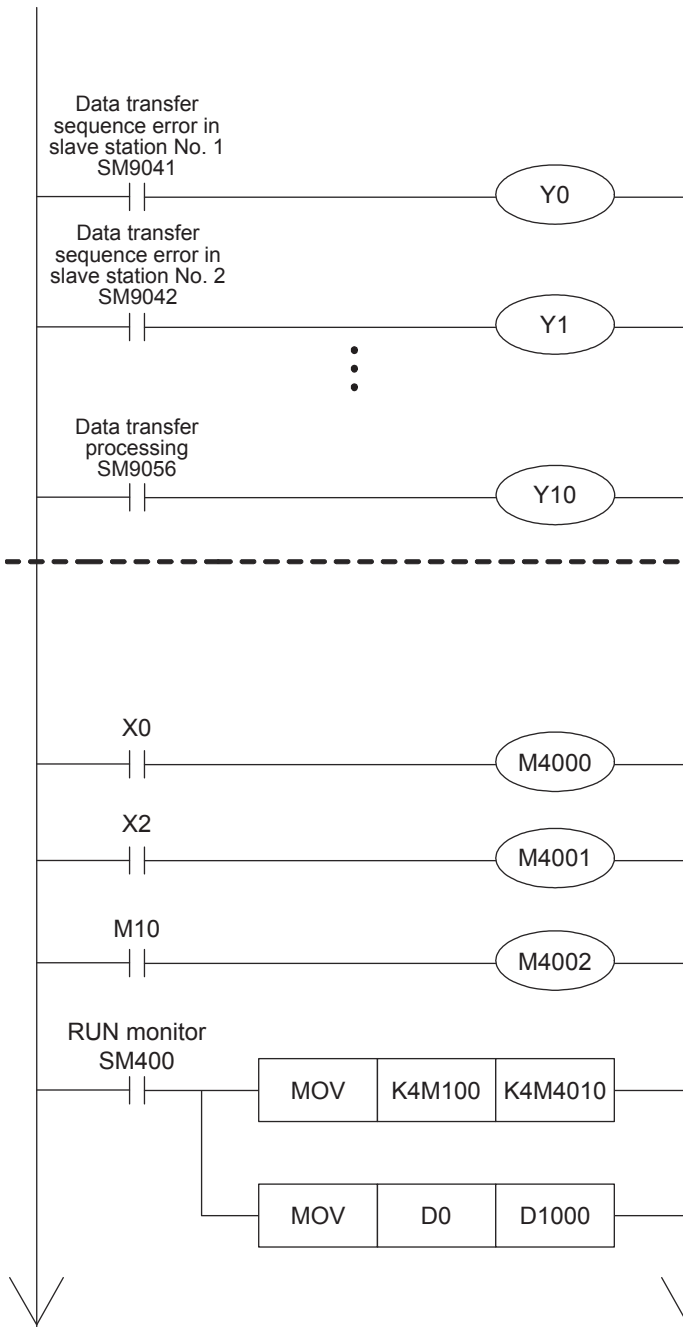 Data transfer
sequence error in
slave station No. 1
SM9041
Y0
Data transfer
sequence error in
slave station No. 2
SM9042
Y1
Data transfer
processing
SM9056
Y10
X0
M4000
X2
M4001
M10
M4002
RUN monitor
SM400
MOV K4M100 K4M4010
MOV D0 D1000